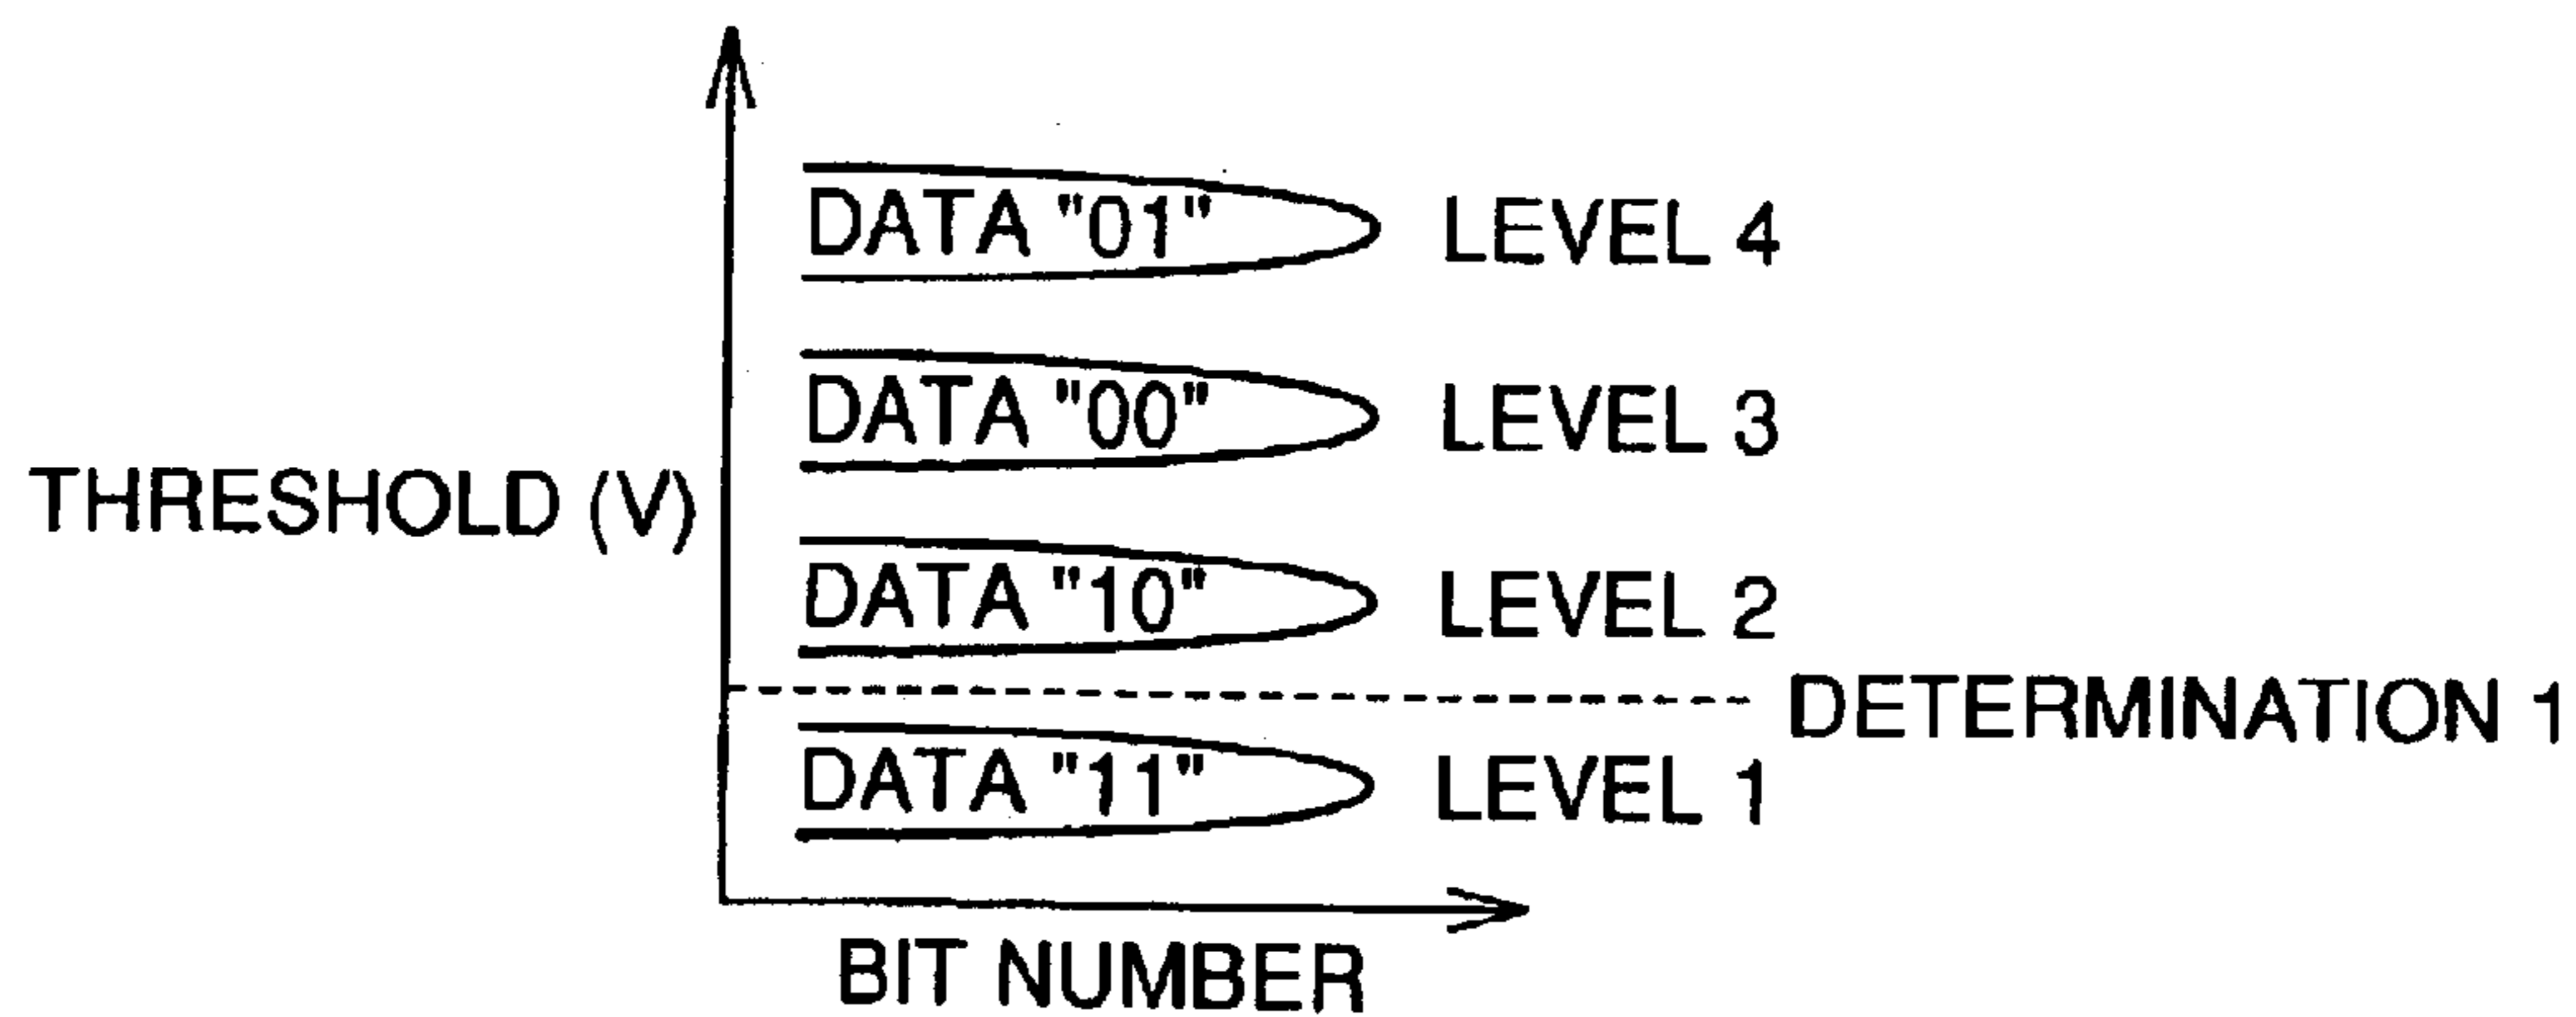 DATA "01" LEVEL 4
DATA "00" LEVEL 3
THRESHOLD (V)
DATA "10" LEVEL 2
DETERMINATION 1
DATA "11" LEVEL 1
BIT NUMBER